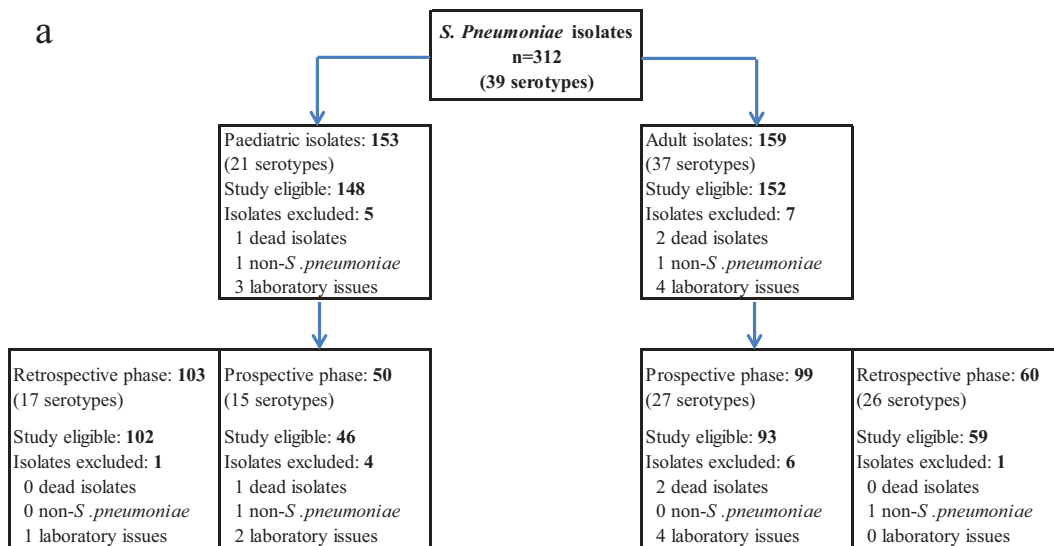 a
S. Pneumoniae isolates
n=312
(39 serotypes)
Paediatric isolates: 153
(21 serotypes)
Study eligible: 148
Isolates excluded: 5
1 dead isolates
1 non-S .pneumoniae
3 laboratory issues
Adult isolates: 159
(37 serotypes)
Study eligible: 152
Isolates excluded: 7
2 dead isolates
1 non-S .pneumoniae
4 laboratory issues
Retrospective phase: 103
(17 serotypes)
Study eligible: 102
Isolates excluded: 1
0 dead isolates
0 non-S .pneumoniae
1 laboratory issues
Prospective phase: 50
(15 serotypes)
Study eligible: 46
Isolates excluded: 4
1 dead isolates
1 non-S .pneumoniae
2 laboratory issues
Prospective phase: 99
(27 serotypes)
Study eligible: 93
Isolates excluded: 6
2 dead isolates
0 non-S .pneumoniae
4 laboratory issues
Retrospective phase: 60
(26 serotypes)
Study eligible: 59
Isolates excluded: 1
0 dead isolates
1 non-S .pneumoniae
0 laboratory issues